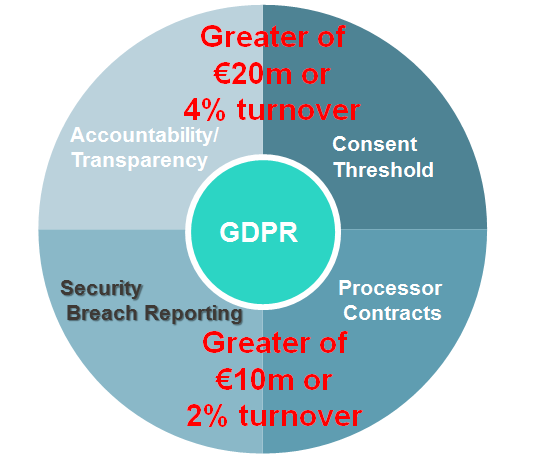 Greater of
€20m or
4% turnover
Accountability/
Transparency
Consent
Threshold
GDPR
Security
Breach Reporting
Processor
Contracts
Greater of
€10m or
2% turnover